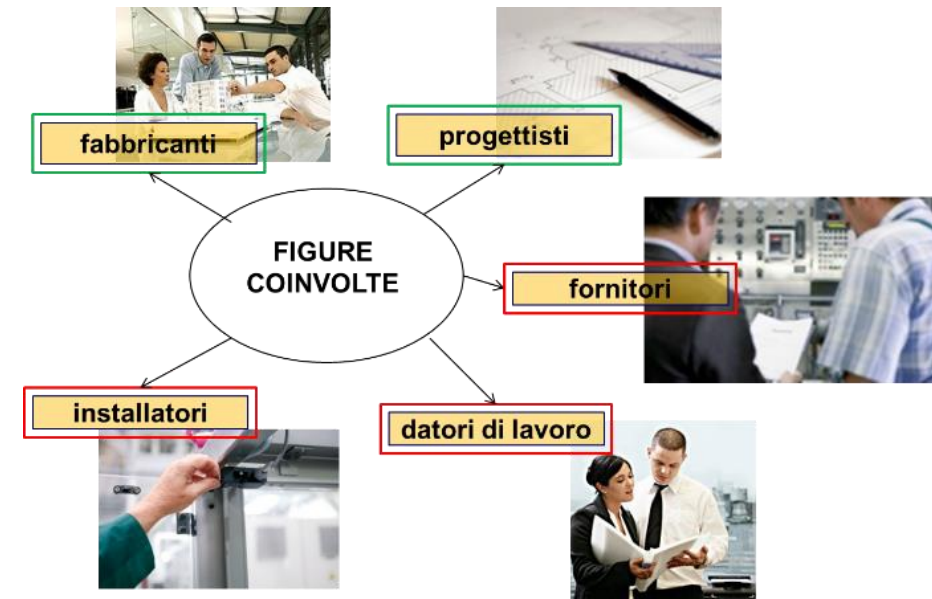 fabbricanti
progettisti
FIGURE
COINVOLTE
fornitori
installatori
datori di lavoro